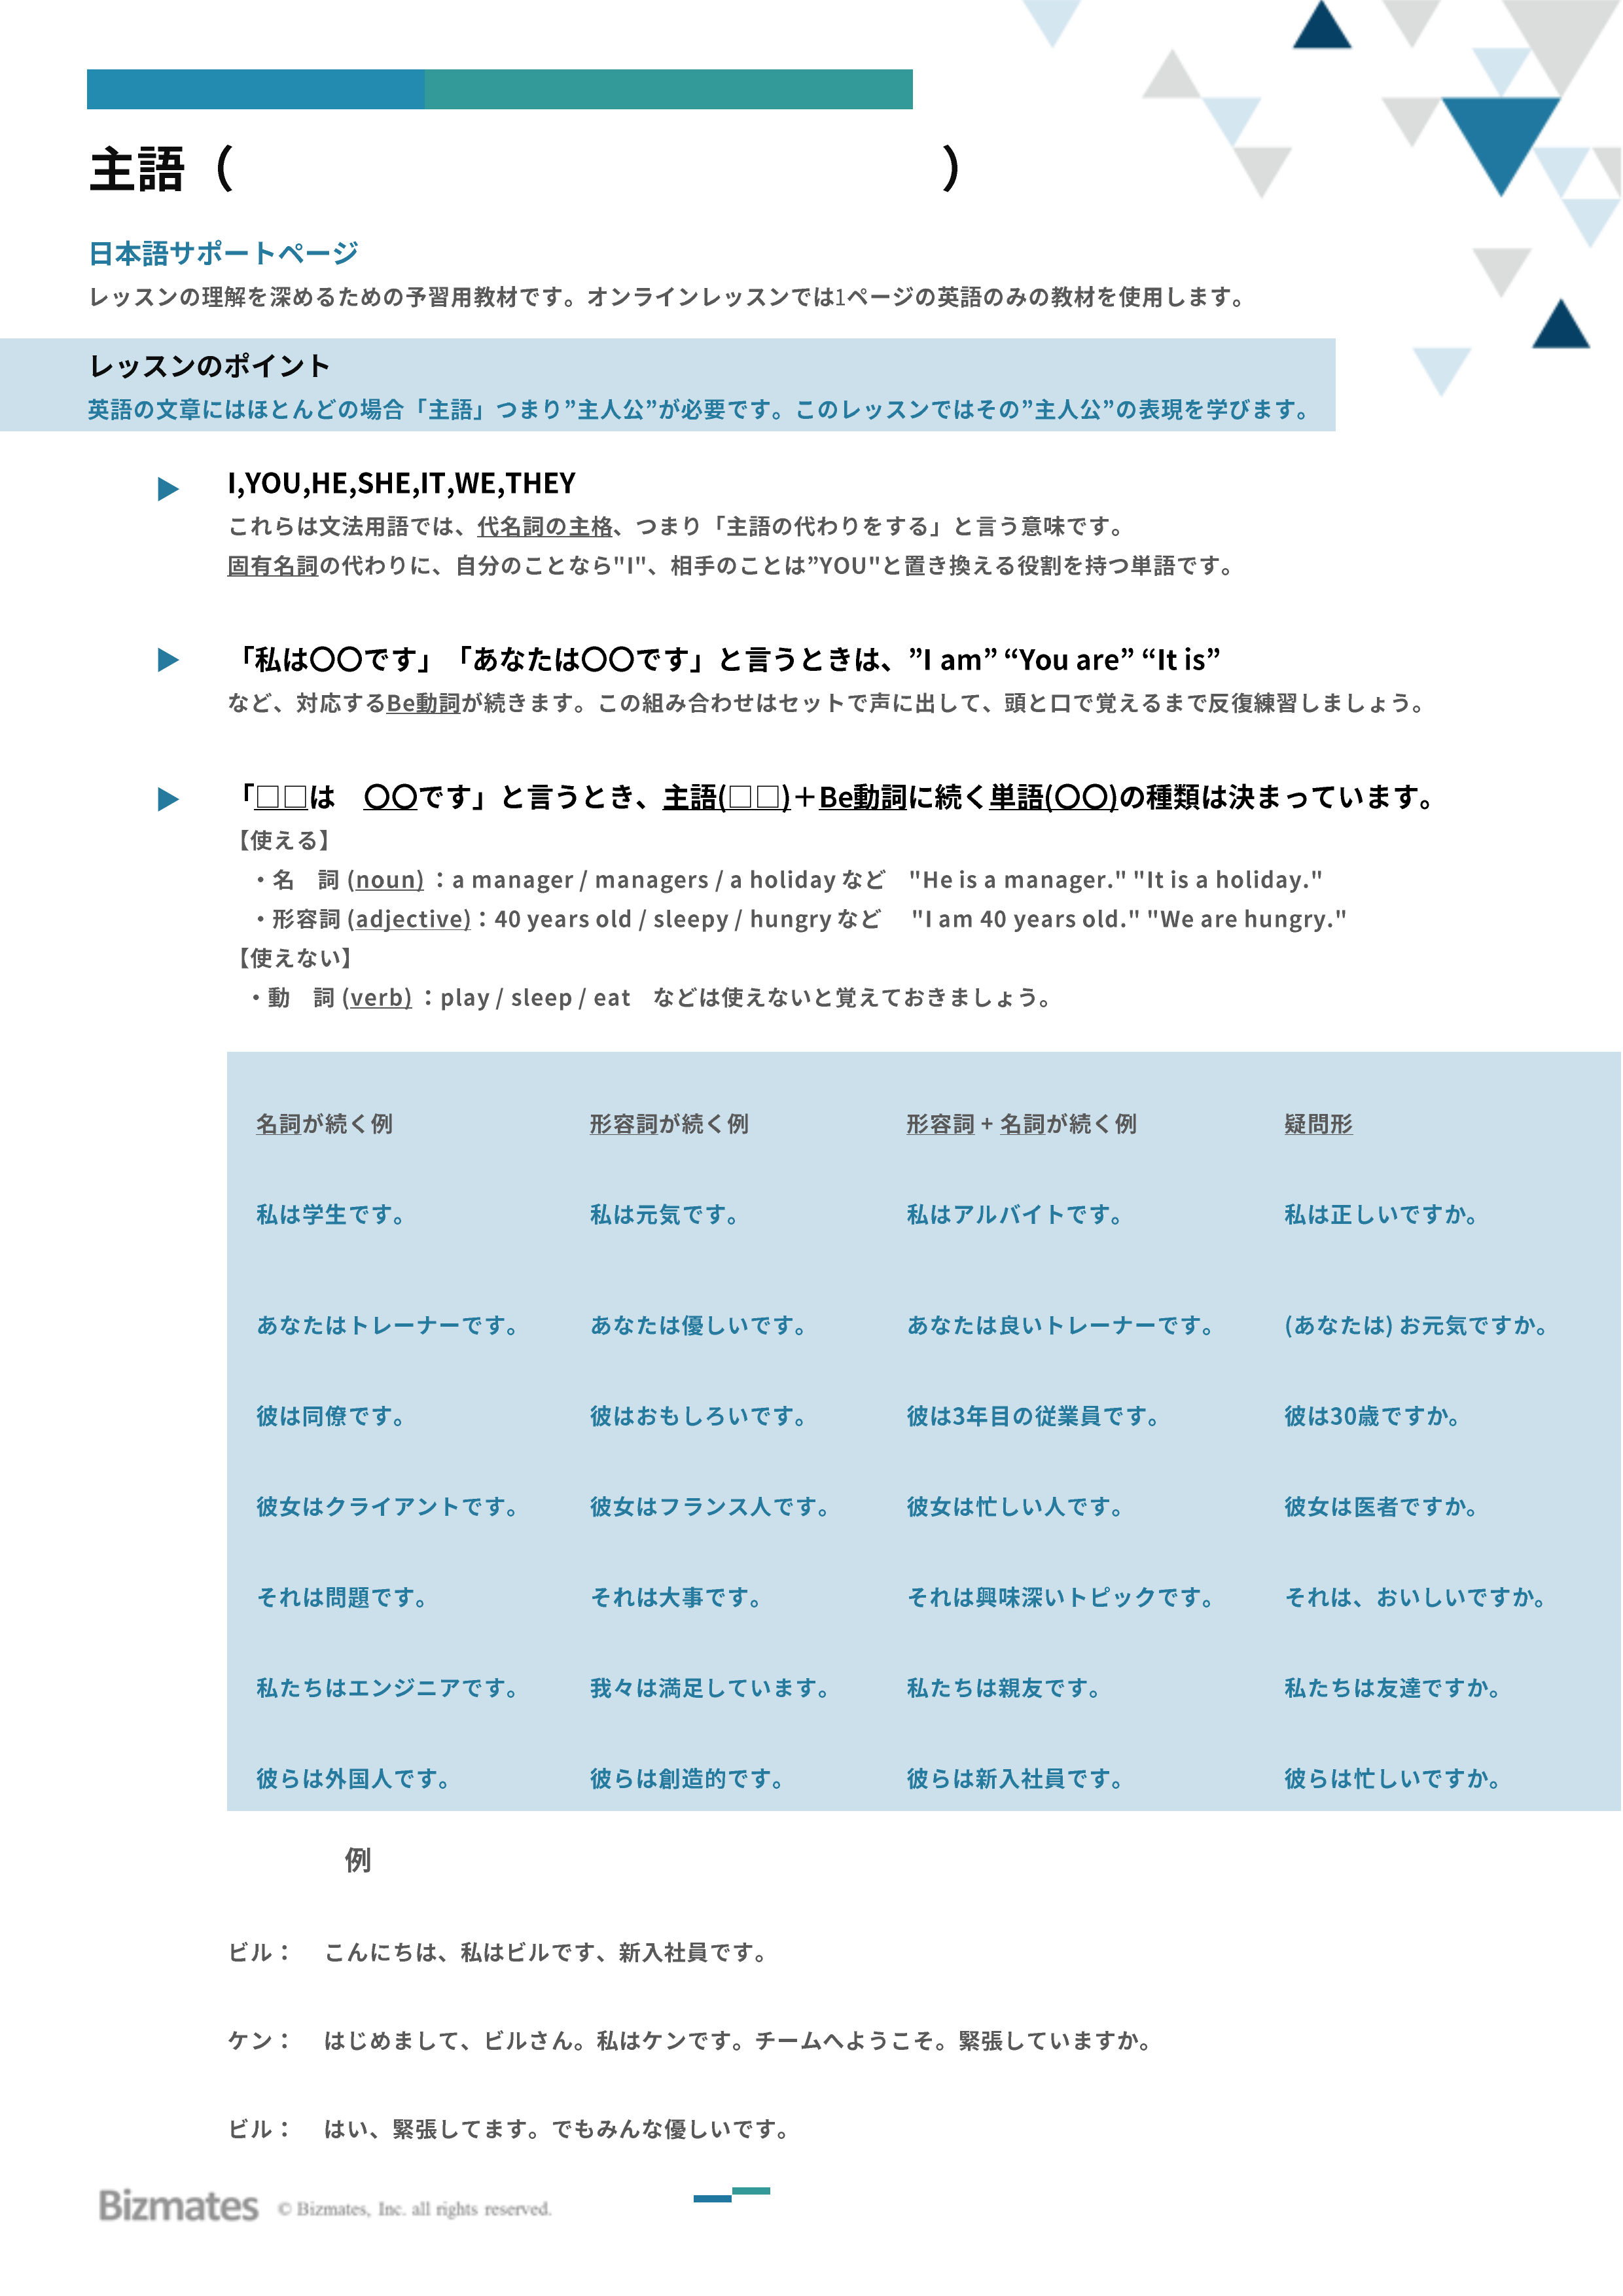 主語（　　　　　　　　　　　　　　　）
日本語サポートページ
レッスンの理解を深めるための予習用教材です。オンラインレッスンでは1ページの英語のみの教材を使用します。
レッスンのポイント
英語の文章にはほとんどの場合「主語」つまり”主人公”が必要です。このレッスンではその”主人公”の表現を学びます。
I,YOU,HE,SHE,IT,WE,THEY
これらは文法用語では、代名詞の主格、つまり「主語の代わりをする」と言う意味です。
固有名詞の代わりに、自分のことなら"I"、相手のことは”YOU"と置き換える役割を持つ単語です。
「私は〇〇です」「あなたは〇〇です」と言うときは、”I am” “You are” “It is”
など、対応するBe動詞が続きます。この組み合わせはセットで声に出して、頭と口で覚えるまで反復練習しましょう。
「□□は　〇〇です」と言うとき、主語(□□)＋Be動詞に続く単語(〇〇)の種類は決まっています。
【使える】
・名　詞 (noun) ：a manager / managers / a holiday など　"He is a manager." "It is a holiday."
・形容詞 (adjective)：40 years old / sleepy / hungry など　 "I am 40 years old." "We are hungry."
【使えない】
・動　詞 (verb) ：play / sleep / eat　などは使えないと覚えておきましょう。
名詞が続く例　形容詞が続く例　形容詞 + 名詞が続く例　疑問形
私は学生です。　私は元気です。　私はアルバイトです。　私は正しいですか。
あなたはトレーナーです。　あなたは優しいです。　あなたは良いトレーナーです。　(あなたは) お元気ですか。
彼は同僚です。　彼はおもしろいです。　彼は3年目の従業員です。　彼は30歳ですか。
彼女はクライアントです。　彼女はフランス人です。　彼女は忙しい人です。　彼女は医者ですか。
それは問題です。　それは大事です。　それは興味深いトピックです。　それは、おいしいですか。
私たちはエンジニアです。　我々は満足しています。　私たちは親友です。　私たちは友達ですか。
彼らは外国人です。　彼らは創造的です。　彼らは新入社員です。　彼らは忙しいですか。
例
ビル：　こんにちは、私はビルです、新入社員です。
ケン：　はじめまして、ビルさん。私はケンです。チームへようこそ。緊張していますか。
ビル：　はい、緊張してます。でもみんな優しいです。
Bizmates © Bizmates, Inc. all rights reserved.